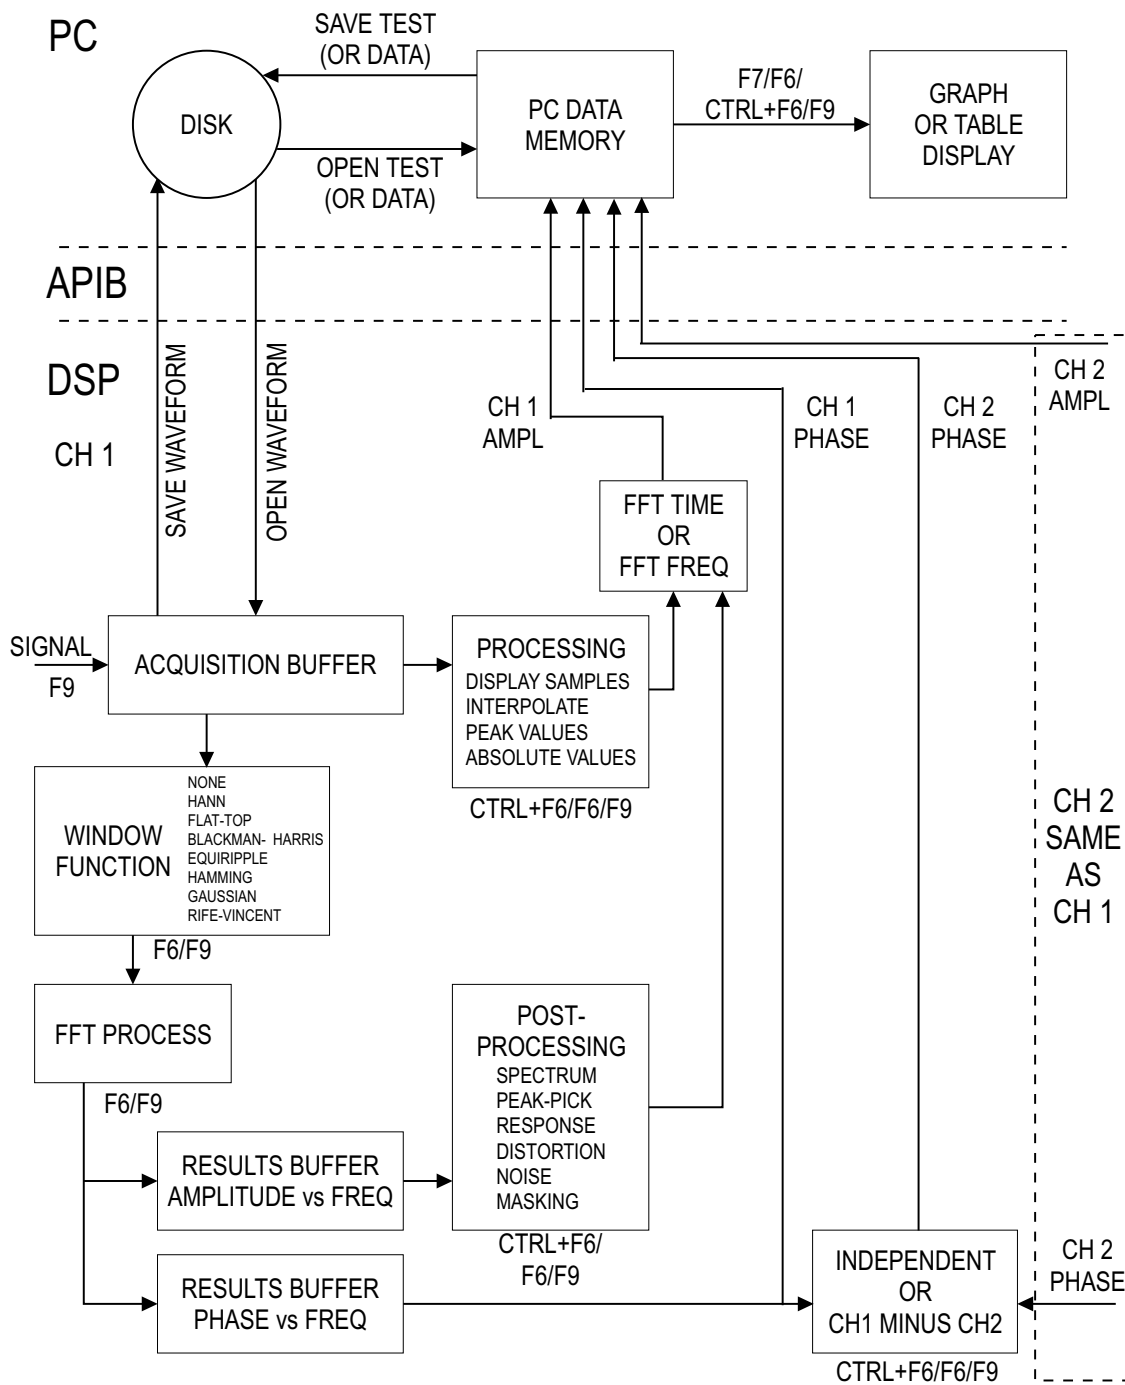 PC
SAVE TEST
(OR DATA)
DISK
OPEN TEST
(OR DATA)
PC DATA
MEMORY
F7/F6/
CTRL+F6/F9
GRAPH
OR TABLE
DISPLAY
APIB
DSP
CH 1
SAVE WAVEFORM
OPEN WAVEFORM
CH 1
AMPL
CH 1
PHASE
CH 2
PHASE
CH 2
AMPL
FFT TIME
OR
FFT FREQ
SIGNAL
F9
ACQUISITION BUFFER
PROCESSING
DISPLAY SAMPLES
INTERPOLATE
PEAK VALUES
ABSOLUTE VALUES
CTRL+F6/F6/F9
WINDOW
FUNCTION
NONE
HANN
FLAT-TOP
BLACKMAN- HARRIS
EQUIRIPPLE
HAMMING
GAUSSIAN
RIFE-VINCENT
F6/F9
CH 2
SAME
AS
CH 1
FFT PROCESS
F6/F9
POST-
PROCESSING
SPECTRUM
PEAK-PICK
RESPONSE
DISTORTION
NOISE
MASKING
CTRL+F6/
F6/F9
RESULTS BUFFER
AMPLITUDE vs FREQ
RESULTS BUFFER
PHASE vs FREQ
INDEPENDENT
OR
CH1 MINUS CH2
CTRL+F6/F6/F9
CH 2
PHASE